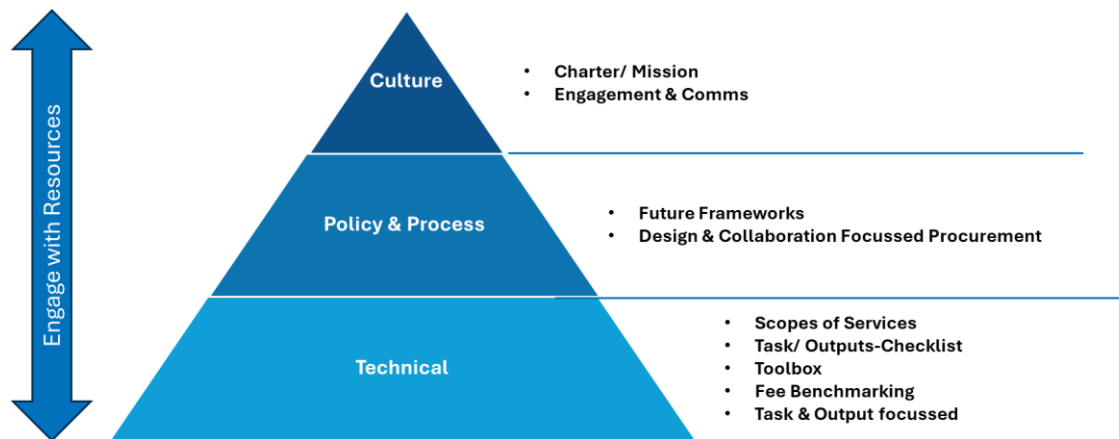 Engage with Resources
Culture
• Charter/ Mission
• Engagement & Comms
Policy & Process
• Future Frameworks
• Design & Collaboration Focussed Procurement
Technical
• Scopes of Services
• Task/ Outputs-Checklist
• Toolbox
• Fee Benchmarking
• Task & Output focussed